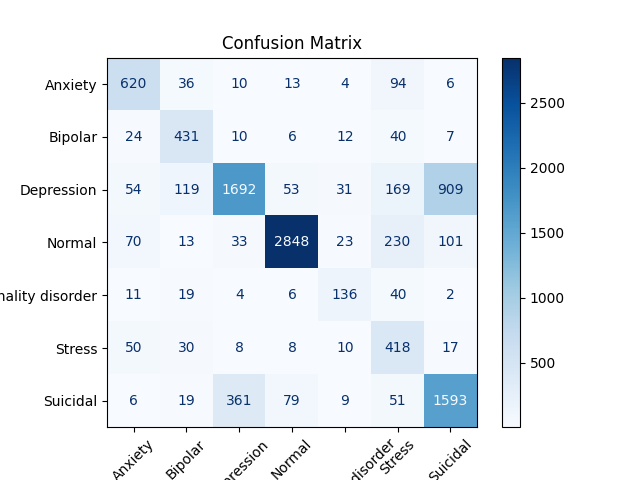 Confusion Matrix
Anxiety 620 36 10 13 4 94 6
Bipolar 24 431 10 6 12 40 7
Depression 54 119 1692 53 31 169 909
Normal 70 13 33 2848 23 230 101
nality disorder 11 19 4 6 136 40 2
Stress 50 30 8 8 10 418 17
Suicidal 6 19 361 79 9 51 1593
Anxiety Bipolar ression Normal disorder Stress Suicidal
2500
2000
1500
1000
500